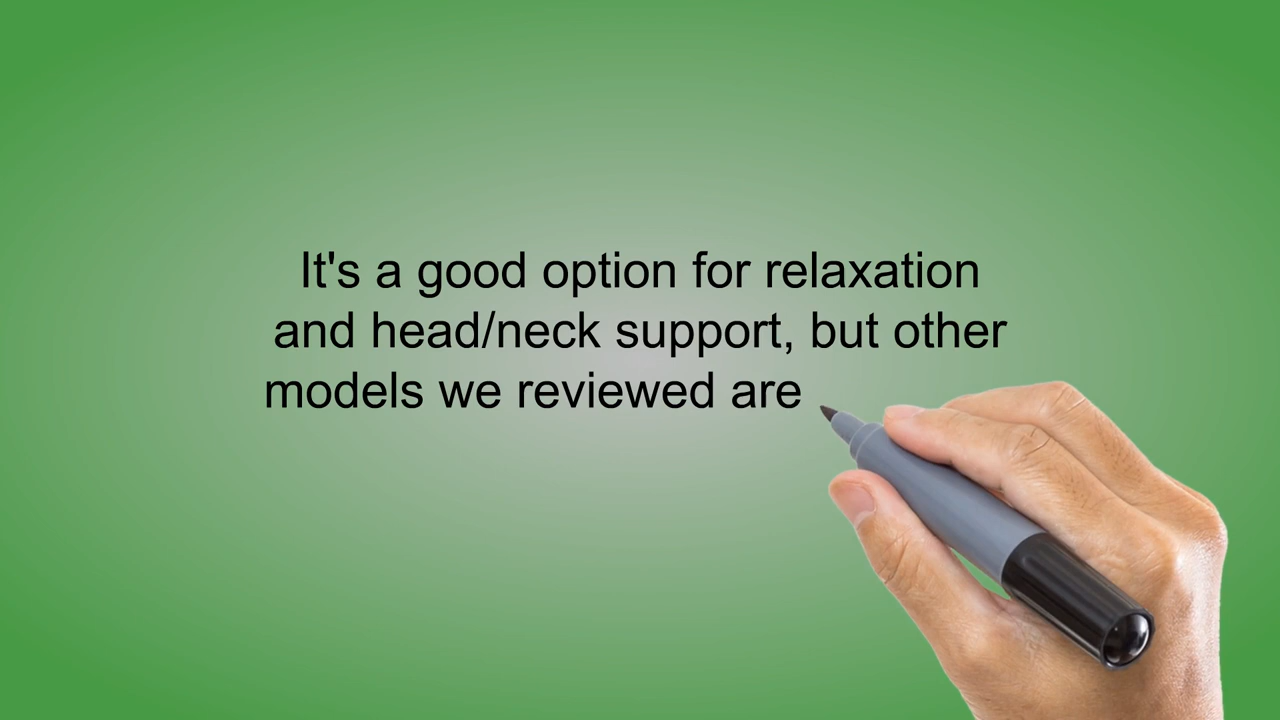 It's a good option for relaxation
and head/neck support, but other
models we reviewed are